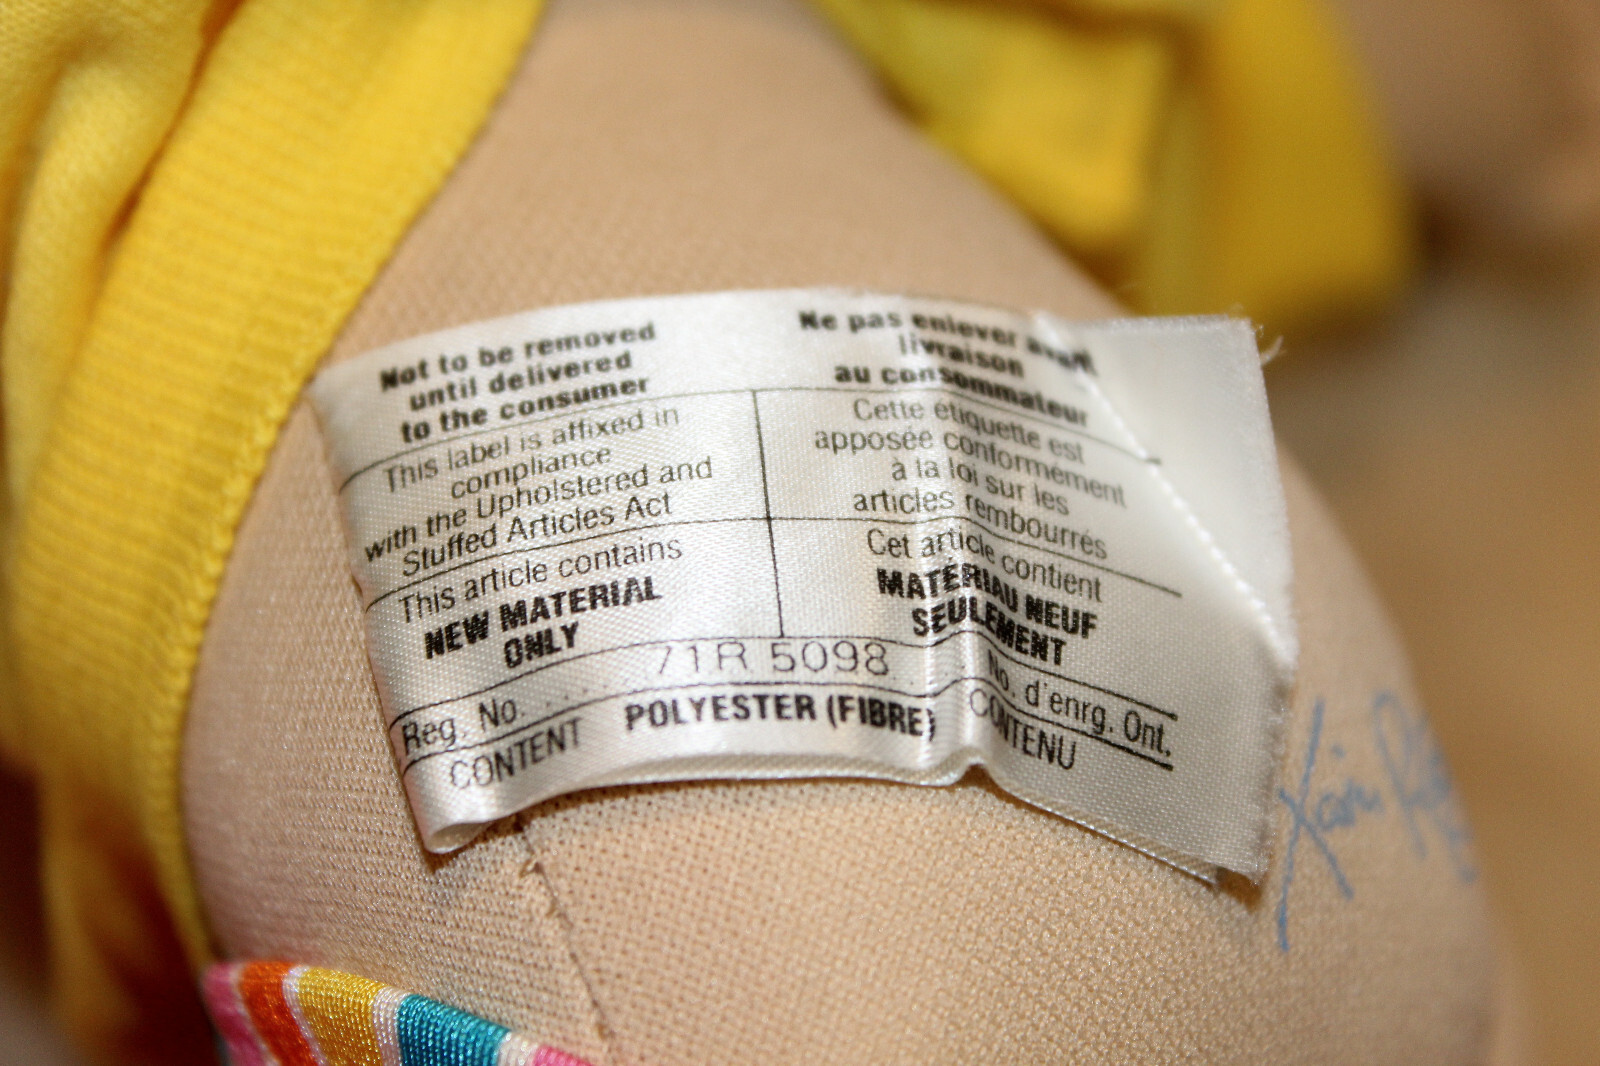 Not to be removed
until delivered
to the consumer
This label is affixed in
compliance
with the Upholstered and
Stuffed Articles Act
This article contains
NEW MATERIAL
ONLY
Ne pas enlever avant
livraison
au consommateur
Cette étiquette est
apposée conformément
à la loi sur les
articles rembourrés
Cet article contient
MATÉRIAU NEUF
SEULEMENT
Reg. No. . . . 71R 5098 . No. d'enrg. Ont.
CONTENT POLYESTER (FIBRE) CONTENU